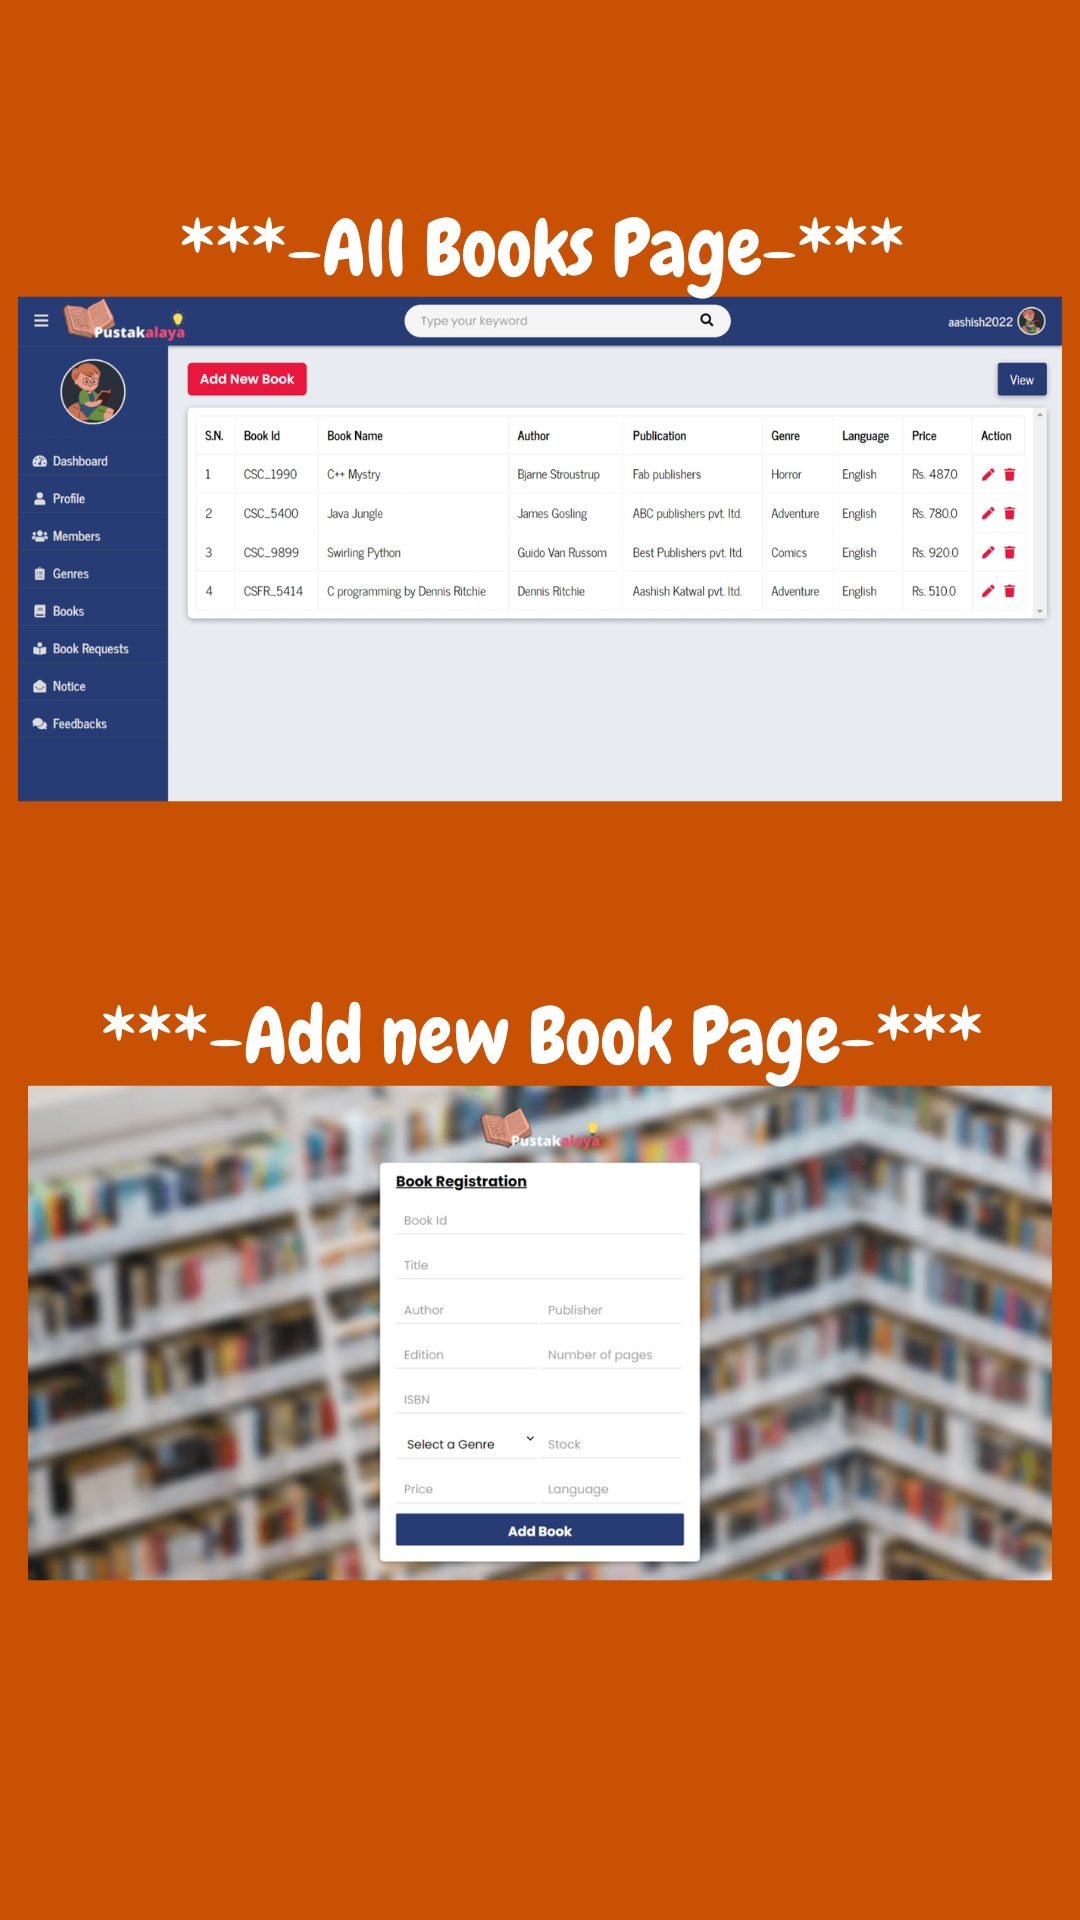 ***-All Books Page-***
Pustakalaya
Type your keyword
aashish2022
Add New Book
View
Dashboard
Profile
Members
Genres
Books
Book Requests
Notice
Feedbacks
S.N. Book Id Book Name Author Publication Genre Language Price Action
1 CSC_1990 C++ Mystry Bjarne Stroustrup Fab publishers Horror English Rs. 487.0
2 CSC_5400 Java Jungle James Gosling ABC publishers pvt. ltd. Adventure English Rs. 780.0
3 CSC_9899 Swirling Python Guido Van Russom Best Publishers pvt. ltd. Comics English Rs. 920.0
4 CSFR_5414 C programming by Dennis Ritchie Dennis Ritchie Aashish Katwal pvt. ltd. Adventure English Rs. 510.0
***-Add new Book Page-***
Pustakalaya
Book Registration
Book Id
Title
Author Publisher
Edition Number of pages
ISBN
Select a Genre Stock
Price Language
Add Book